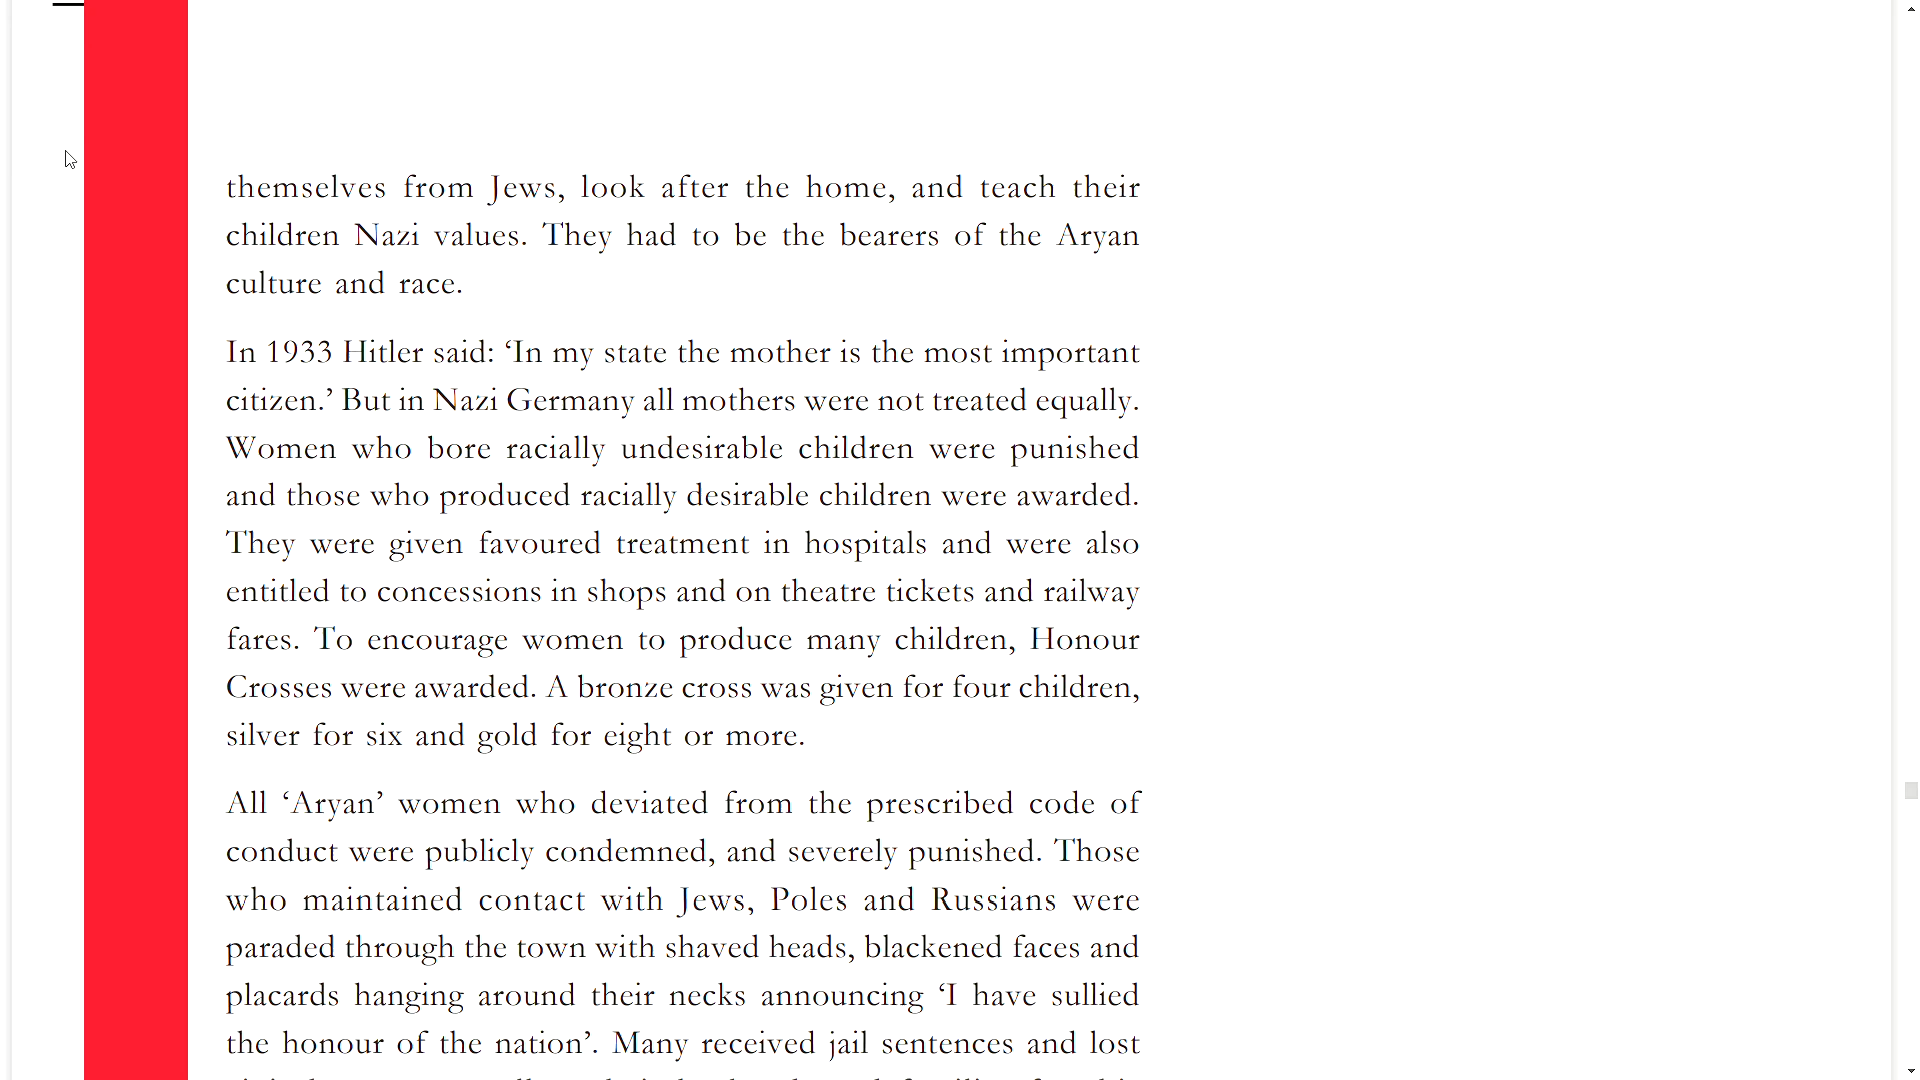 themselves from Jews, look after the home, and teach their
children Nazi values. They had to be the bearers of the Aryan
culture and race.
In 1933 Hitler said: ‘In my state the mother is the most important
citizen.’ But in Nazi Germany all mothers were not treated equally.
Women who bore racially undesirable children were punished
and those who produced racially desirable children were awarded.
They were given favoured treatment in hospitals and were also
entitled to concessions in shops and on theatre tickets and railway
fares. To encourage women to produce many children, Honour
Crosses were awarded. A bronze cross was given for four children,
silver for six and gold for eight or more.
All ‘Aryan’ women who deviated from the prescribed code of
conduct were publicly condemned, and severely punished. Those
who maintained contact with Jews, Poles and Russians were
paraded through the town with shaved heads, blackened faces and
placards hanging around their necks announcing ‘I have sullied
the honour of the nation’. Many received jail sentences and lost